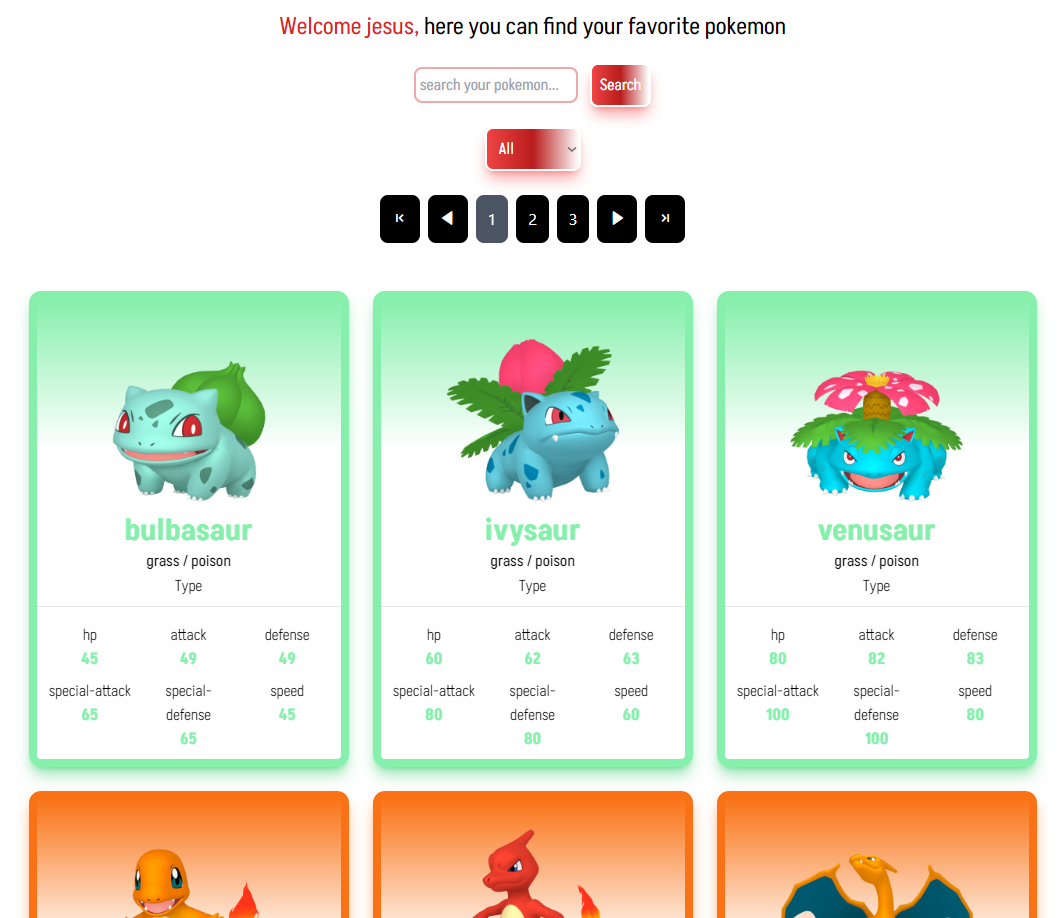 Welcome jesus, here you can find your favorite pokemon
search your pokemon... Search
All
1 2 3
bulbasaur ivysaur venusaur
grass / poison grass / poison grass / poison
Type Type Type
hp attack defense hp attack defense hp attack defense
45 49 49 60 62 63 80 82 83
special-attack special- speed special-attack special- speed special-attack special- speed
65 defense 45 80 defense 60 100 defense 80
65 80 100